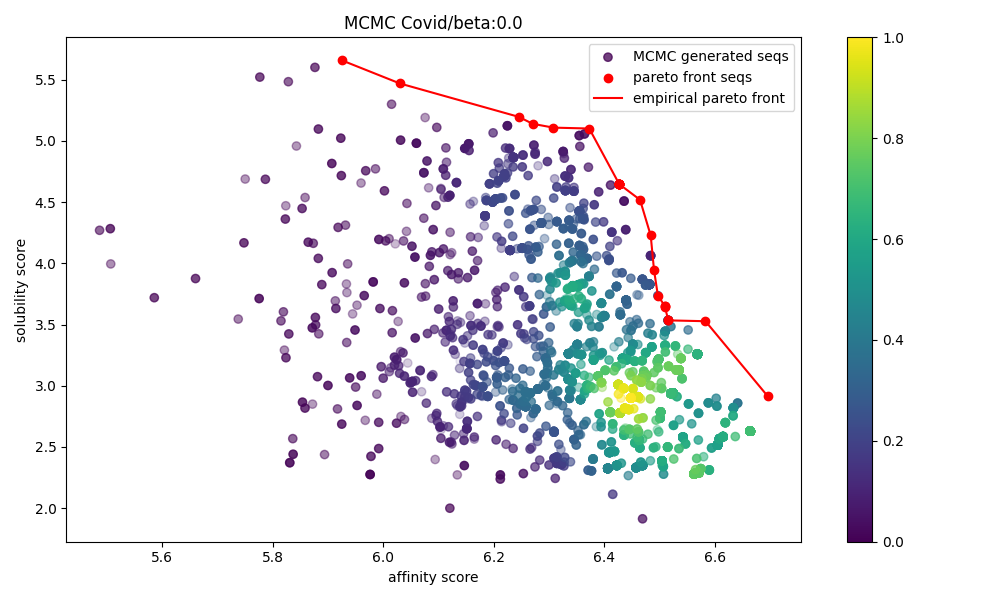 MCMC Covid/beta:0.0
MCMC generated seqs
pareto front seqs
empirical pareto front
solubility score
5.5
5.0
4.5
4.0
3.5
3.0
2.5
2.0
5.6 5.8 6.0 6.2 6.4 6.6
affinity score
1.0
0.8
0.6
0.4
0.2
0.0